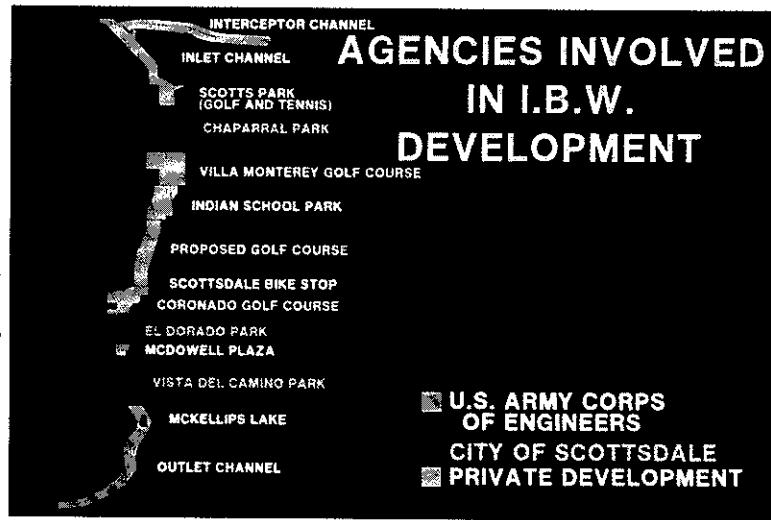 INTERCEPTOR CHANNEL
INLET CHANNEL
AGENCIES INVOLVED
IN I.B.W.
DEVELOPMENT
SCOTTS PARK
(GOLF AND TENNIS)
CHAPARRAL PARK
VILLA MONTEREY GOLF COURSE
INDIAN SCHOOL PARK
PROPOSED GOLF COURSE
SCOTTSDALE BIKE STOP
CORONADO GOLF COURSE
EL DORADO PARK
MCDOWELL PLAZA
VISTA DEL CAMINO PARK
MCKELLIPS LAKE
OUTLET CHANNEL
U.S. ARMY CORPS
OF ENGINEERS
CITY OF SCOTTSDALE
PRIVATE DEVELOPMENT